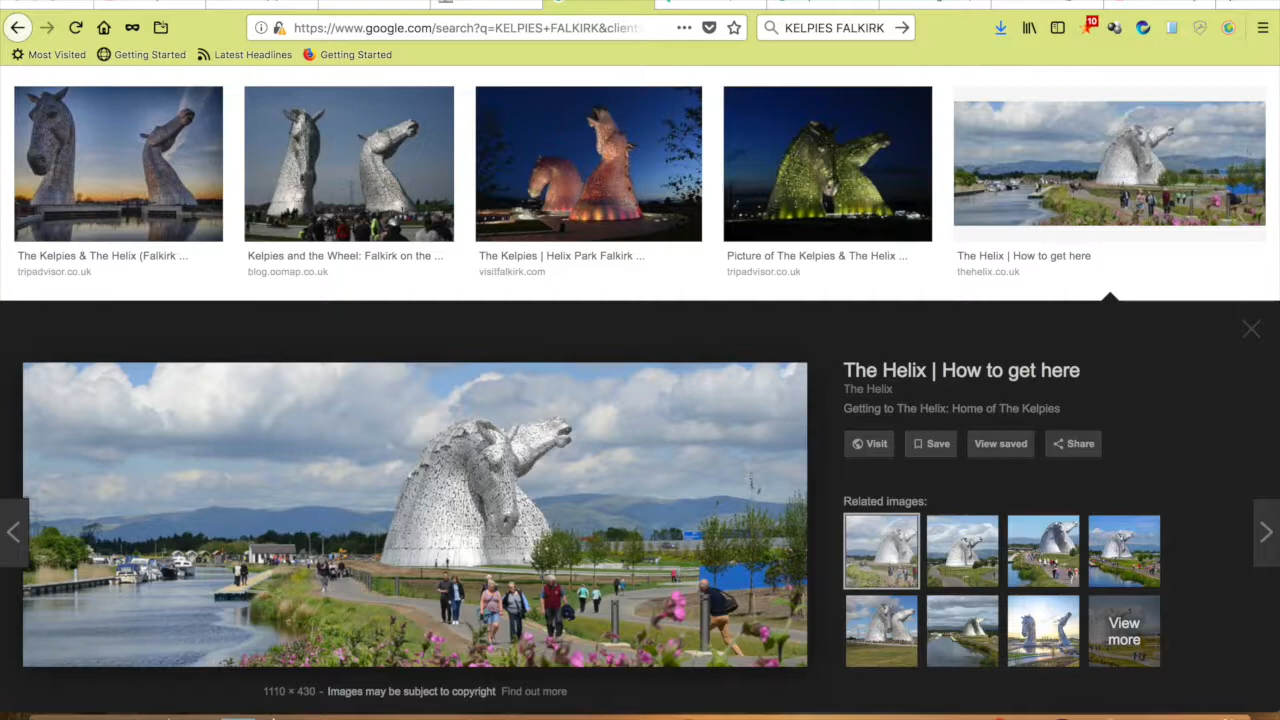 https://www.google.com/search?q=KELPIES+FALKIRK&client
KELPIES FALKIRK
10
Most Visited
Getting Started
Latest Headlines
Getting Started
The Kelpies & The Helix (Falkirk ...
tripadvisor.co.uk
Kelpies and the Wheel: Falkirk on the ...
blog.oomap.co.uk
The Kelpies | Helix Park Falkirk ...
visitfalkirk.com
Picture of The Kelpies & The Helix ...
tripadvisor.co.uk
The Helix | How to get here
thehelix.co.uk
The Helix | How to get here
The Helix
Getting to The Helix: Home of The Kelpies
Visit
Save
View saved
Share
Related images:
View
more
1110 × 430 - Images may be subject to copyright Find out more